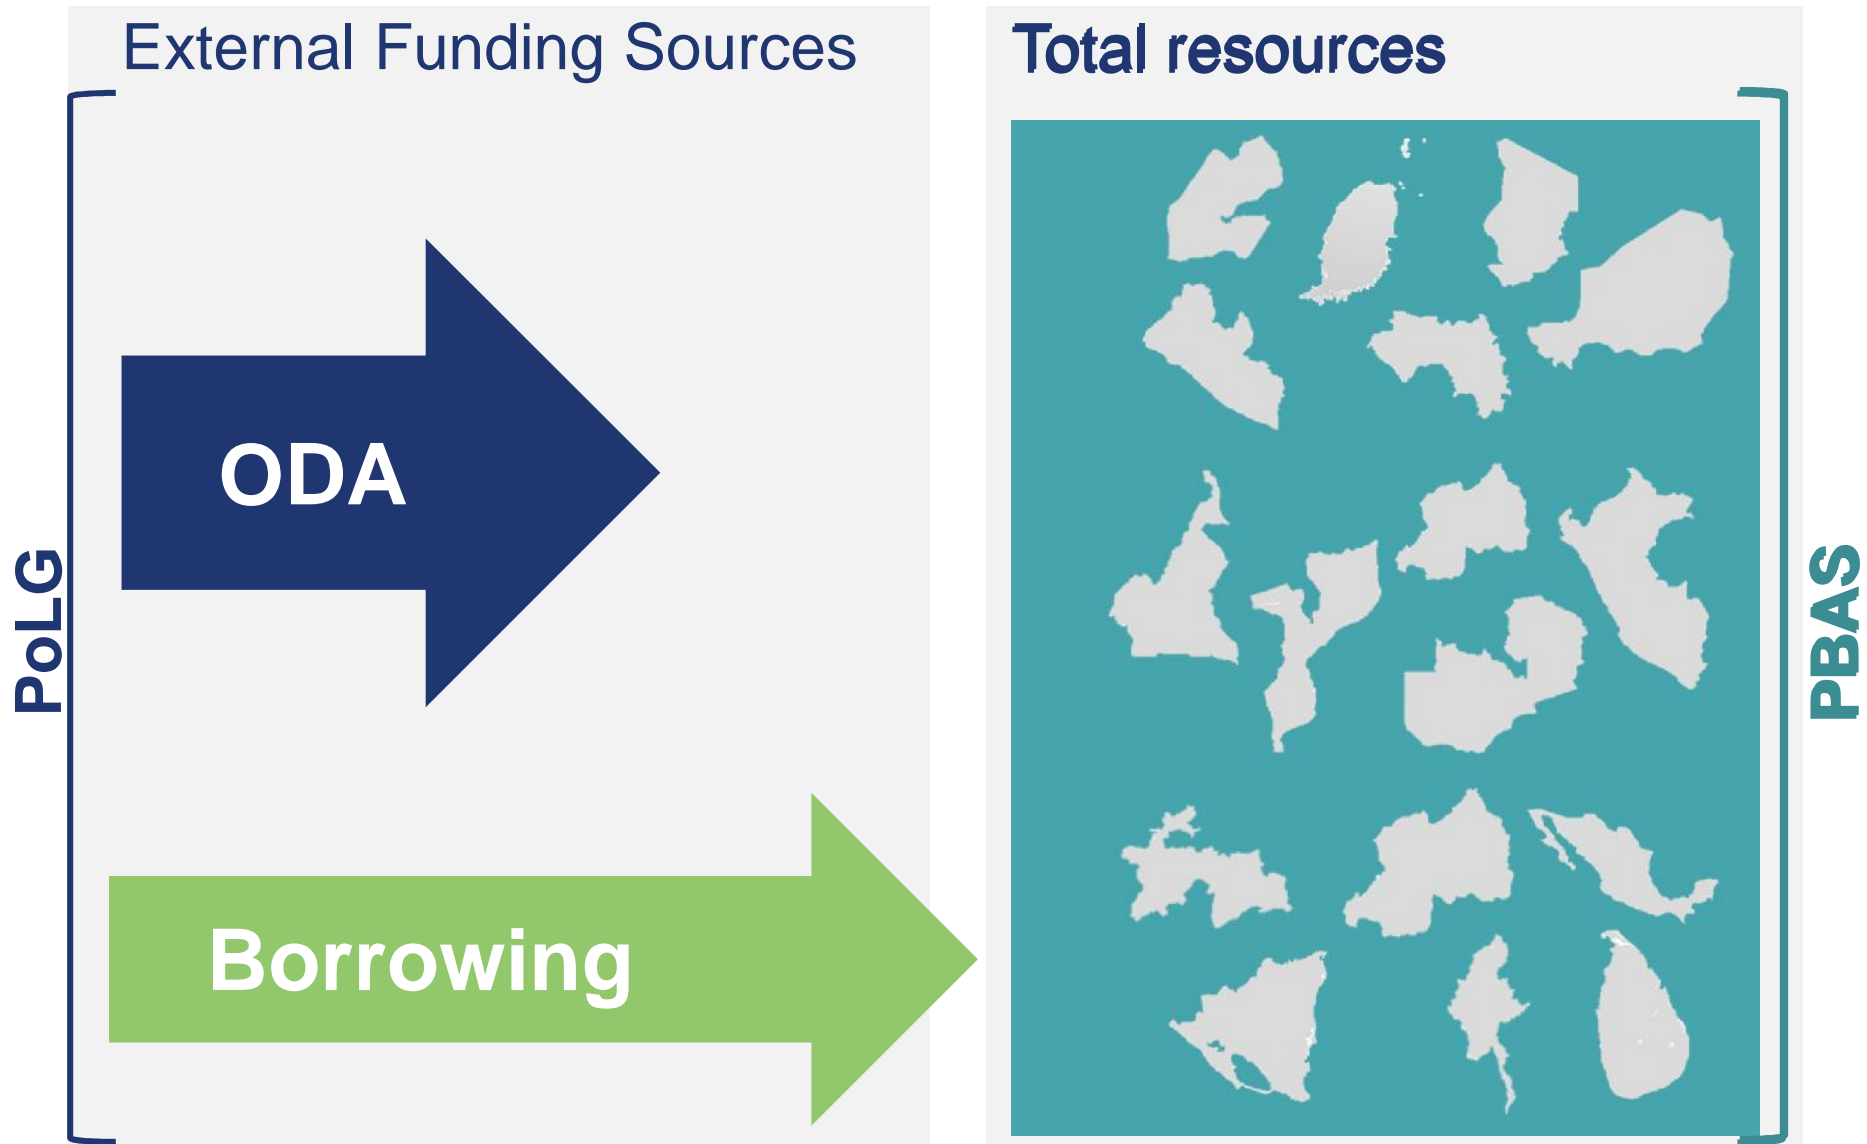 External Funding Sources
Total resources
ODA
PoLG
PBAS
Borrowing